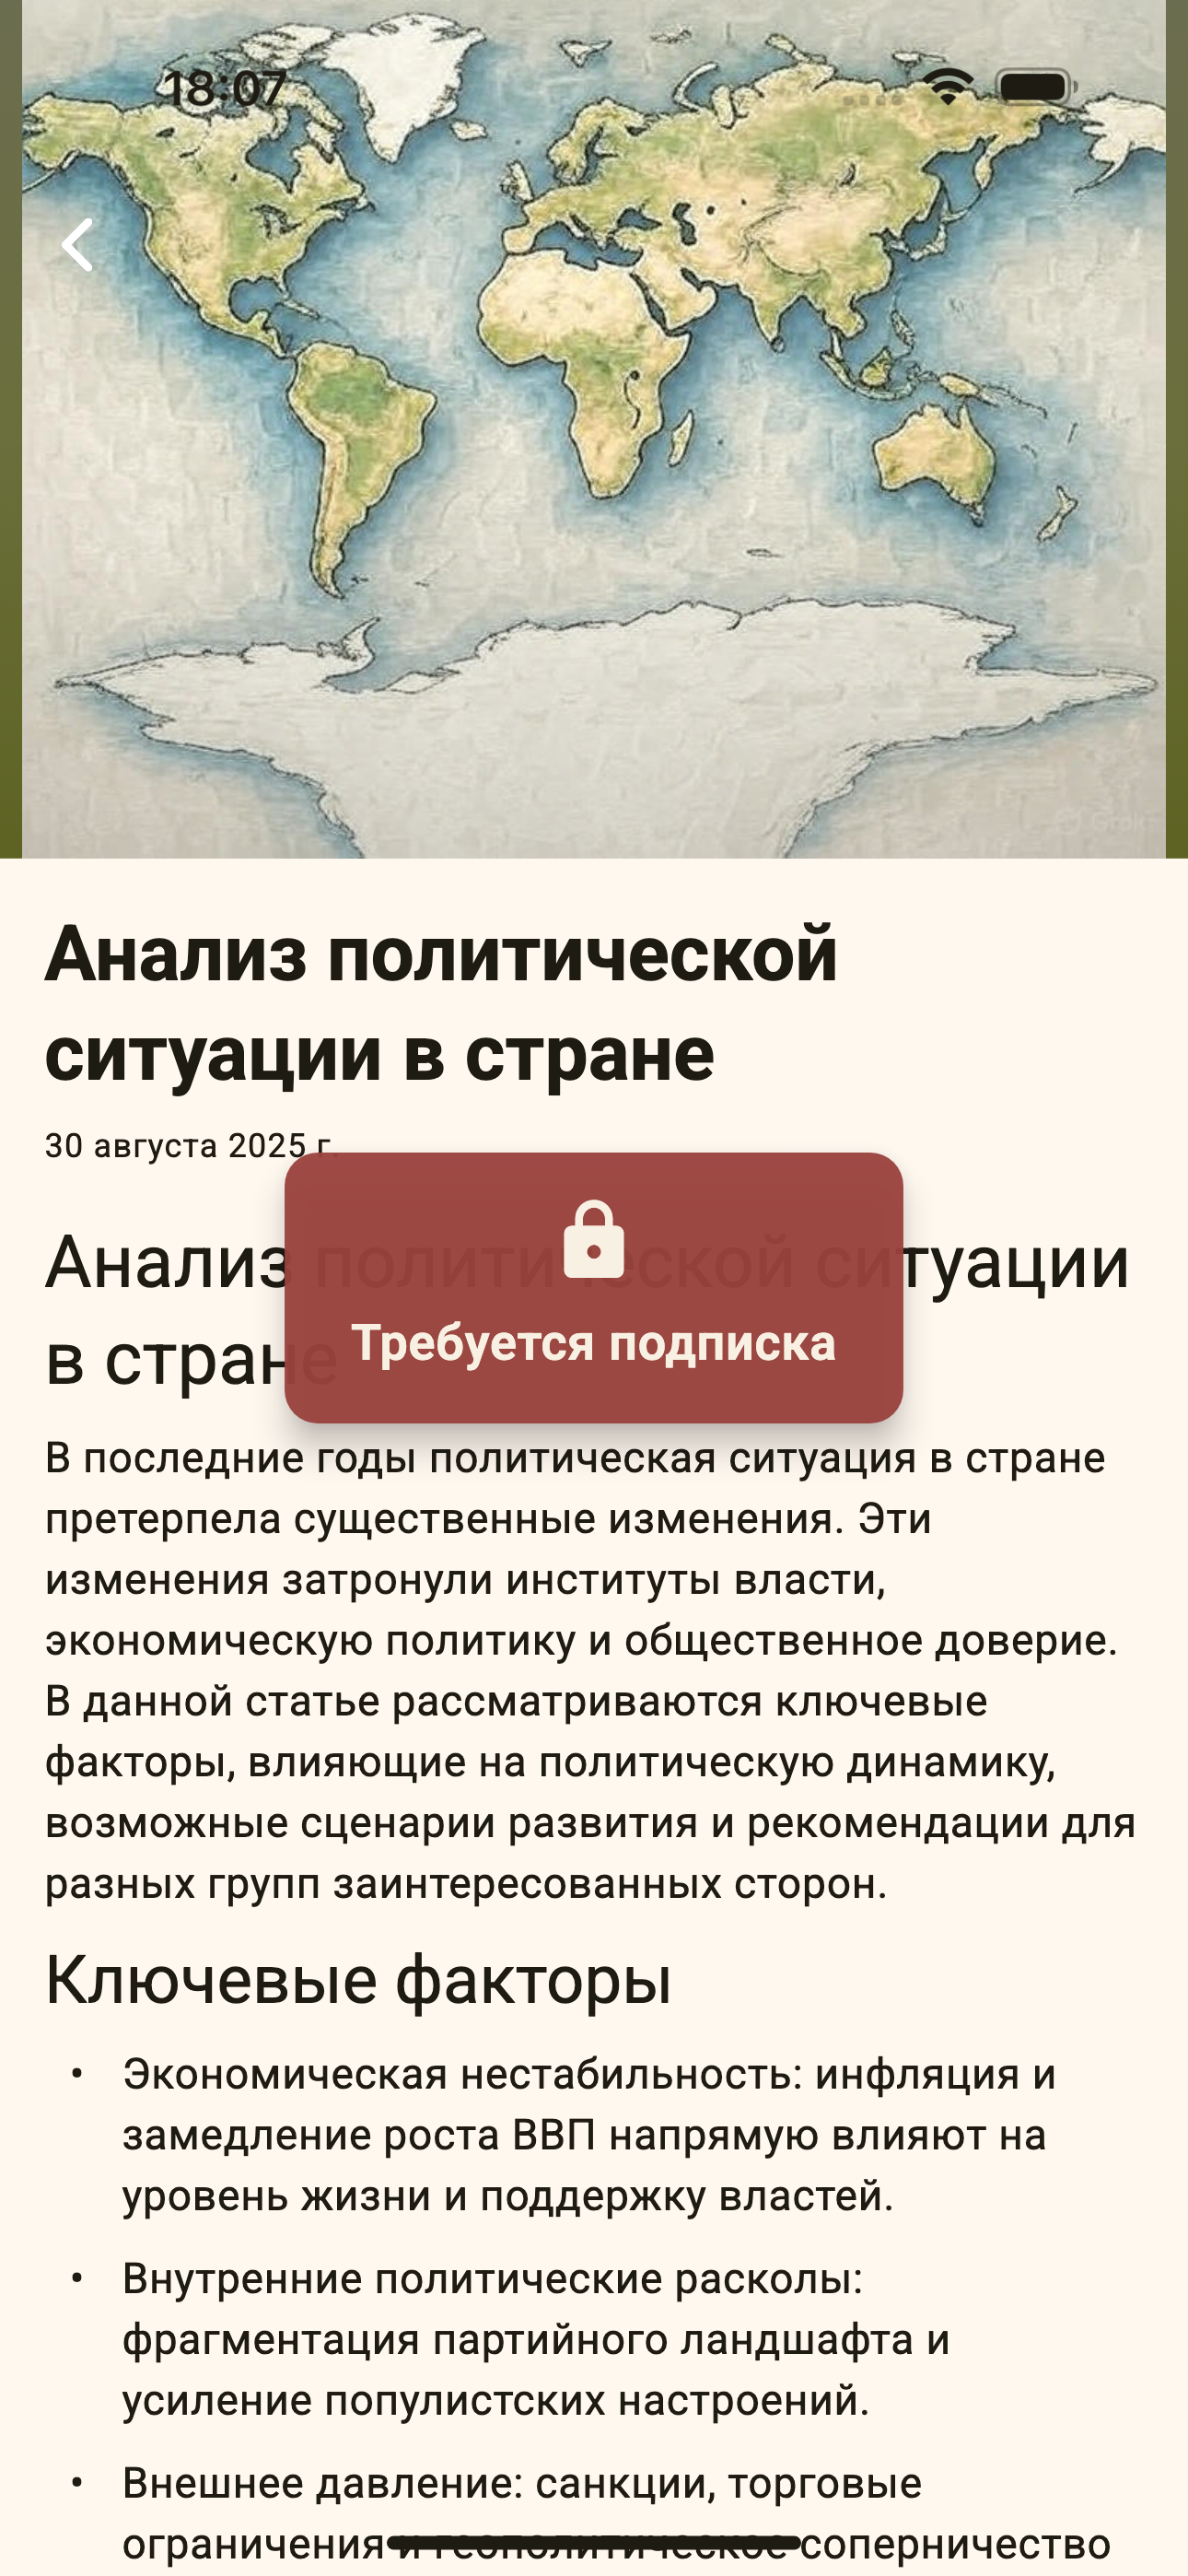 18:07
Grok
Анализ политической
ситуации в стране
30 августа 2025 г.
Анализ политической ситуации
в стране
Требуется подписка
В последние годы политическая ситуация в стране
претерпела существенные изменения. Эти
изменения затронули институты власти,
экономическую политику и общественное доверие.
В данной статье рассматриваются ключевые
факторы, влияющие на политическую динамику,
возможные сценарии развития и рекомендации для
разных групп заинтересованных сторон.
Ключевые факторы
• Экономическая нестабильность: инфляция и
замедление роста ВВП напрямую влияют на
уровень жизни и поддержку властей.
• Внутренние политические расколы:
фрагментация партийного ландшафта и
усиление популистских настроений.
• Внешнее давление: санкции, торговые
ограничения и геополитическое соперничество